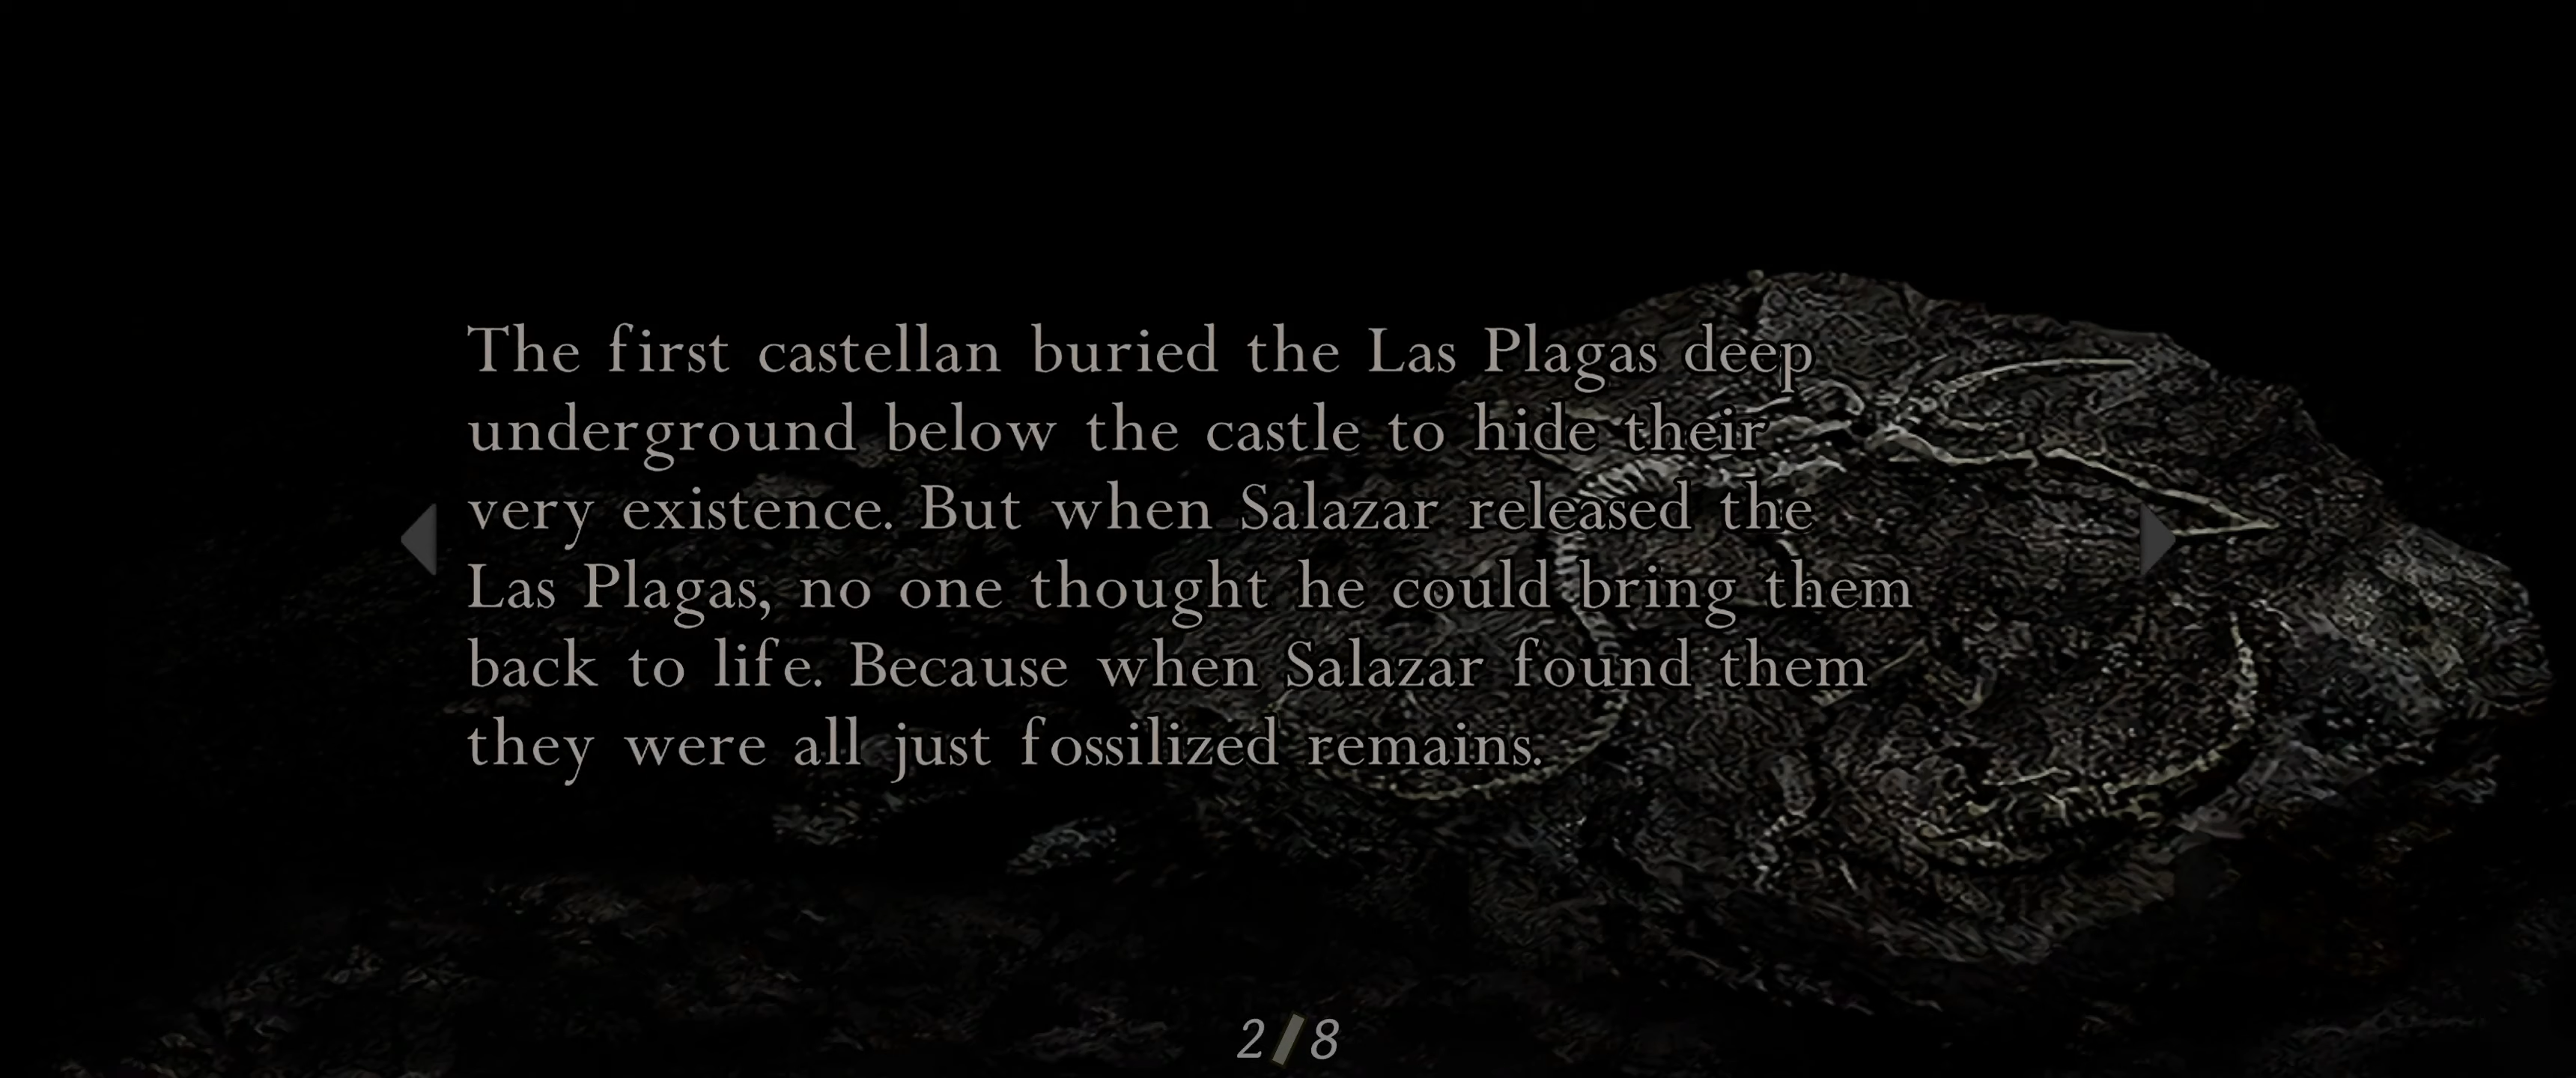 The first castellan buried the Las Plagas deep
underground below the castle to hide their
very existence. But when Salazar released the
Las Plagas, no one thought he could bring them
back to life. Because when Salazar found them
they were all just fossilized remains.
2/8